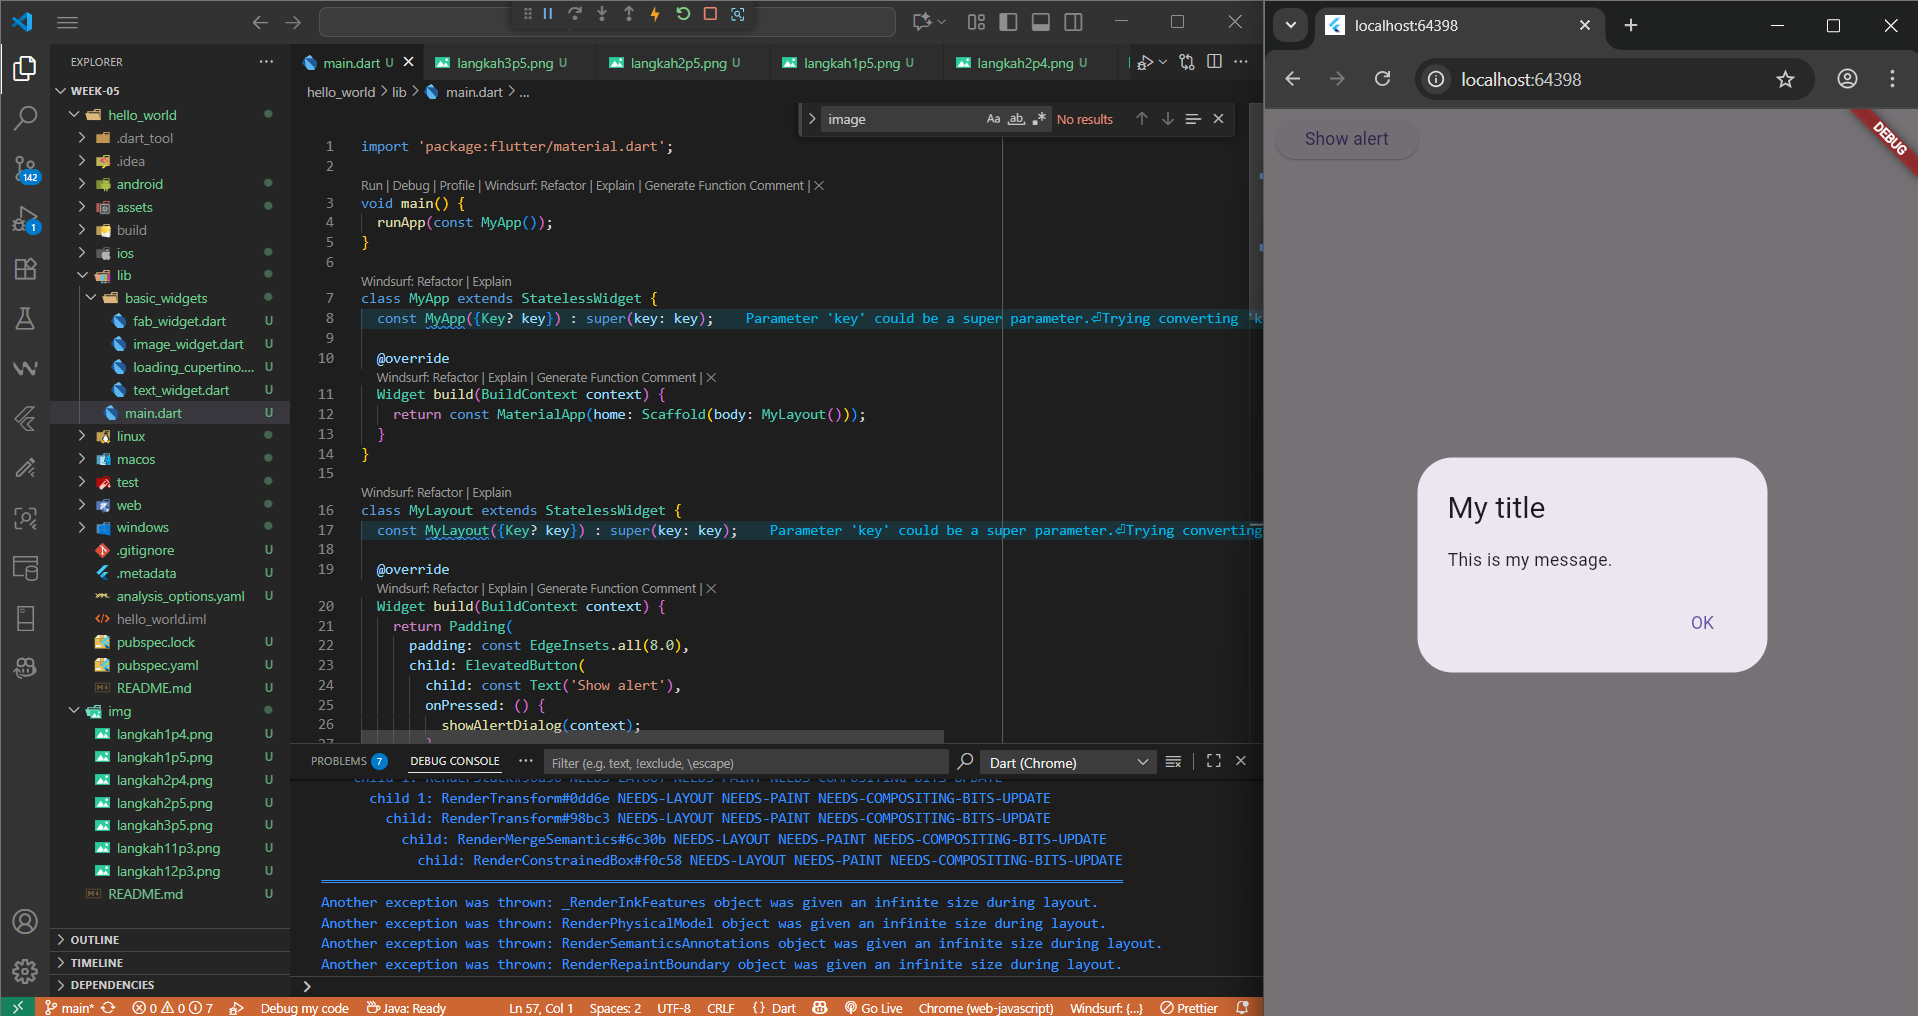 EXPLORER
WEEK-05
hello_world
.dart_tool
.idea
android
assets
build
ios
lib
basic_widgets
fab_widget.dart U
image_widget.dart U
loading_cupertino.... U
text_widget.dart U
main.dart U
linux
macos
test
web
windows
.gitignore U
.metadata U
analysis_options.yaml U
hello_world.iml
pubspec.lock U
pubspec.yaml U
README.md U
img
langkah1p4.png U
langkah1p5.png U
langkah2p4.png U
langkah2p5.png U
langkah3p5.png U
langkah11p3.png U
langkah12p3.png U
README.md U
OUTLINE
TIMELINE
DEPENDENCIES
142
1
main.dart U langkah3p5.png U langkah2p5.png U langkah1p5.png U langkah2p4.png U
hello_world > lib > main.dart > ...
image Aa ab No results
1 import 'package:flutter/material.dart';
2
Run | Debug | Profile | Windsurf: Refactor | Explain | Generate Function Comment | X
3 void main() {
4 runApp(const MyApp());
5 }
6
Windsurf: Refactor | Explain
7 class MyApp extends StatelessWidget {
8 const MyApp({Key? key}) : super(key: key); Parameter 'key' could be a super parameter.⏎Trying converting 'k
9
10 @override
Windsurf: Refactor | Explain | Generate Function Comment | X
11 Widget build(BuildContext context) {
12 return const MaterialApp(home: Scaffold(body: MyLayout()));
13 }
14 }
15
Windsurf: Refactor | Explain
16 class MyLayout extends StatelessWidget {
17 const MyLayout({Key? key}) : super(key: key); Parameter 'key' could be a super parameter.⏎Trying converting
18
19 @override
Windsurf: Refactor | Explain | Generate Function Comment | X
20 Widget build(BuildContext context) {
21 return Padding(
22 padding: const EdgeInsets.all(8.0),
23 child: ElevatedButton(
24 child: const Text('Show alert'),
25 onPressed: () {
26 showAlertDialog(context);
27 }
PROBLEMS 7 DEBUG CONSOLE ... Filter (e.g. text, !exclude, \escape) Dart (Chrome)
child 1: RenderTransform#0dd6e NEEDS-LAYOUT NEEDS-PAINT NEEDS-COMPOSITING-BITS-UPDATE
child: RenderTransform#98bc3 NEEDS-LAYOUT NEEDS-PAINT NEEDS-COMPOSITING-BITS-UPDATE
child: RenderMergeSemantics#6c30b NEEDS-LAYOUT NEEDS-PAINT NEEDS-COMPOSITING-BITS-UPDATE
child: RenderConstrainedBox#f0c58 NEEDS-LAYOUT NEEDS-PAINT NEEDS-COMPOSITING-BITS-UPDATE
Another exception was thrown: _RenderInkFeatures object was given an infinite size during layout.
Another exception was thrown: RenderPhysicalModel object was given an infinite size during layout.
Another exception was thrown: RenderSemanticsAnnotations object was given an infinite size during layout.
Another exception was thrown: RenderRepaintBoundary object was given an infinite size during layout.
main* 0 0 7 Debug my code Java: Ready Ln 57, Col 1 Spaces: 2 UTF-8 CRLF {} Dart Go Live Chrome (web-javascript) Windsurf: {...} Prettier
localhost:64398
localhost:64398
Show alert
DEBUG
My title
This is my message.
OK